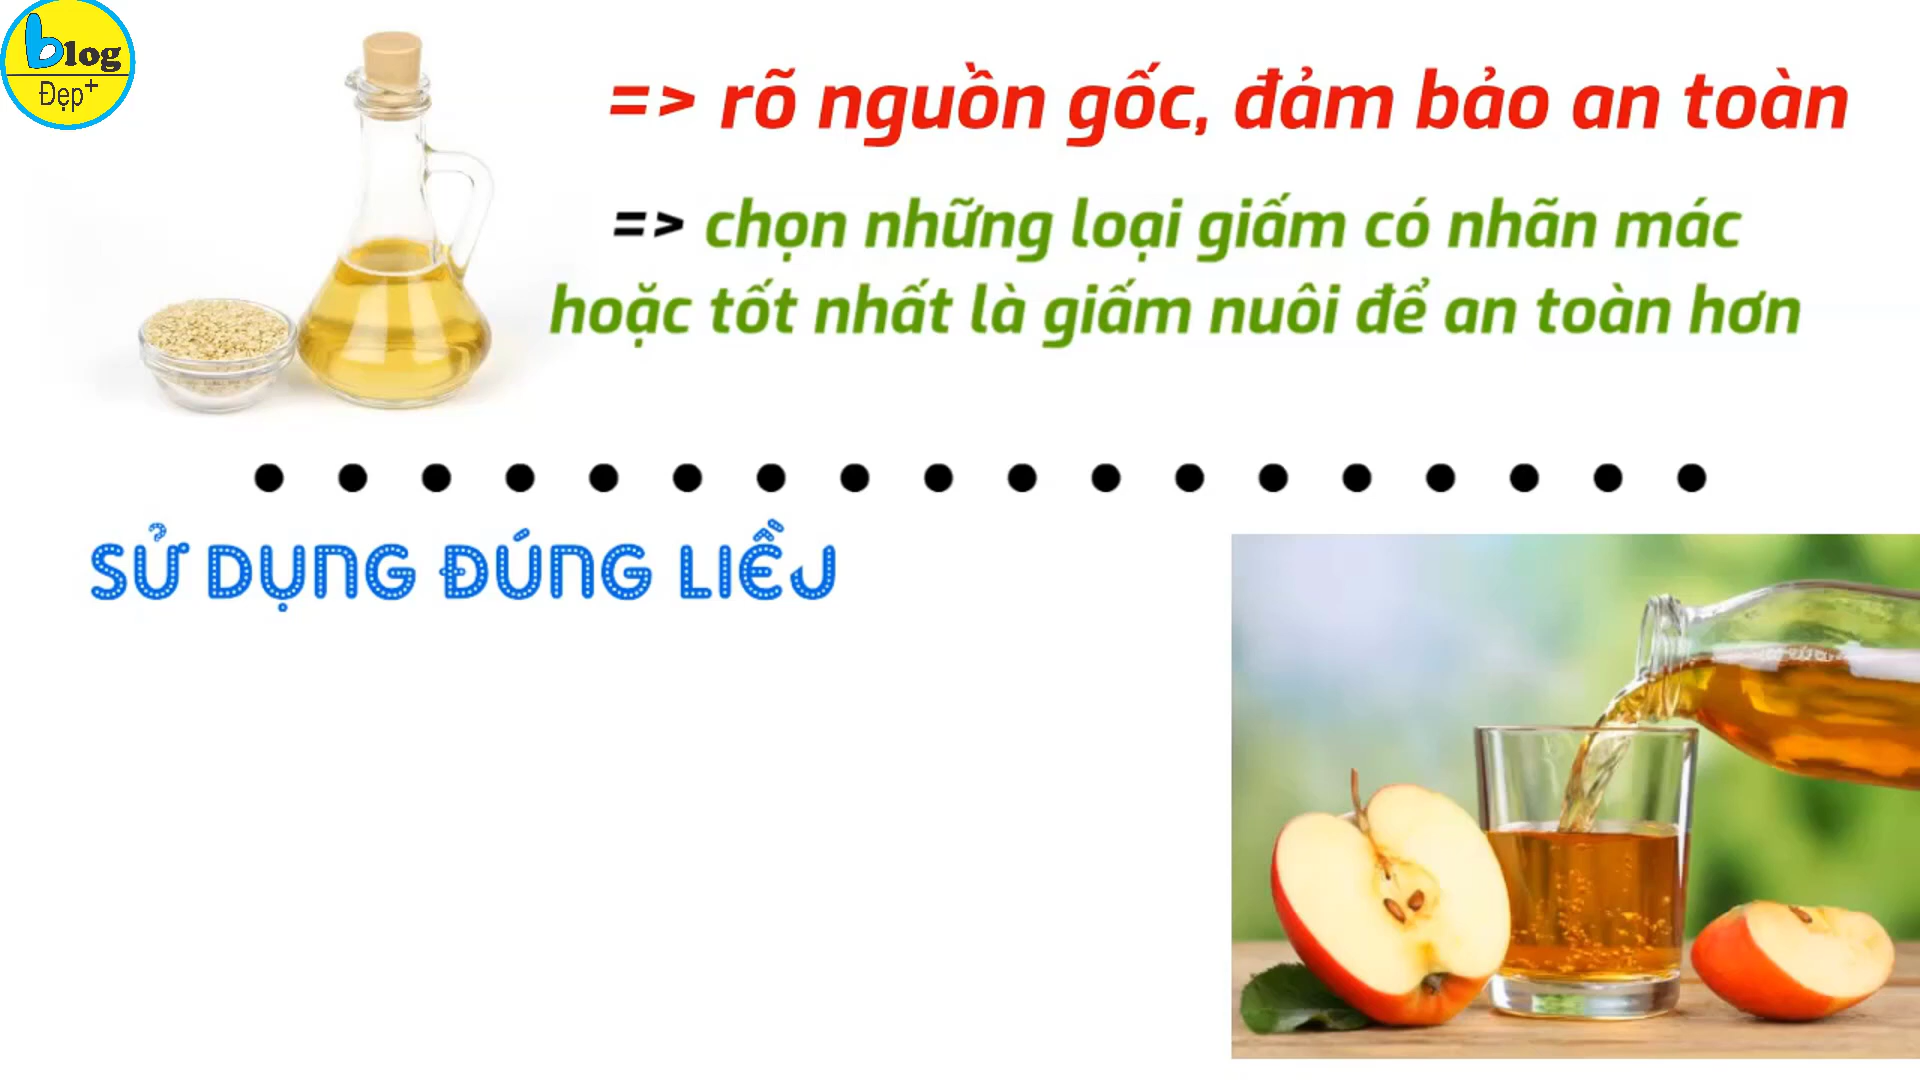 blog
Đẹp+
=> rõ nguồn gốc, đảm bảo an toàn
=> chọn những loại giấm có nhãn mác
hoặc tốt nhất là giấm nuôi để an toàn hơn
SỬ DỤNG ĐÚNG LIỀ